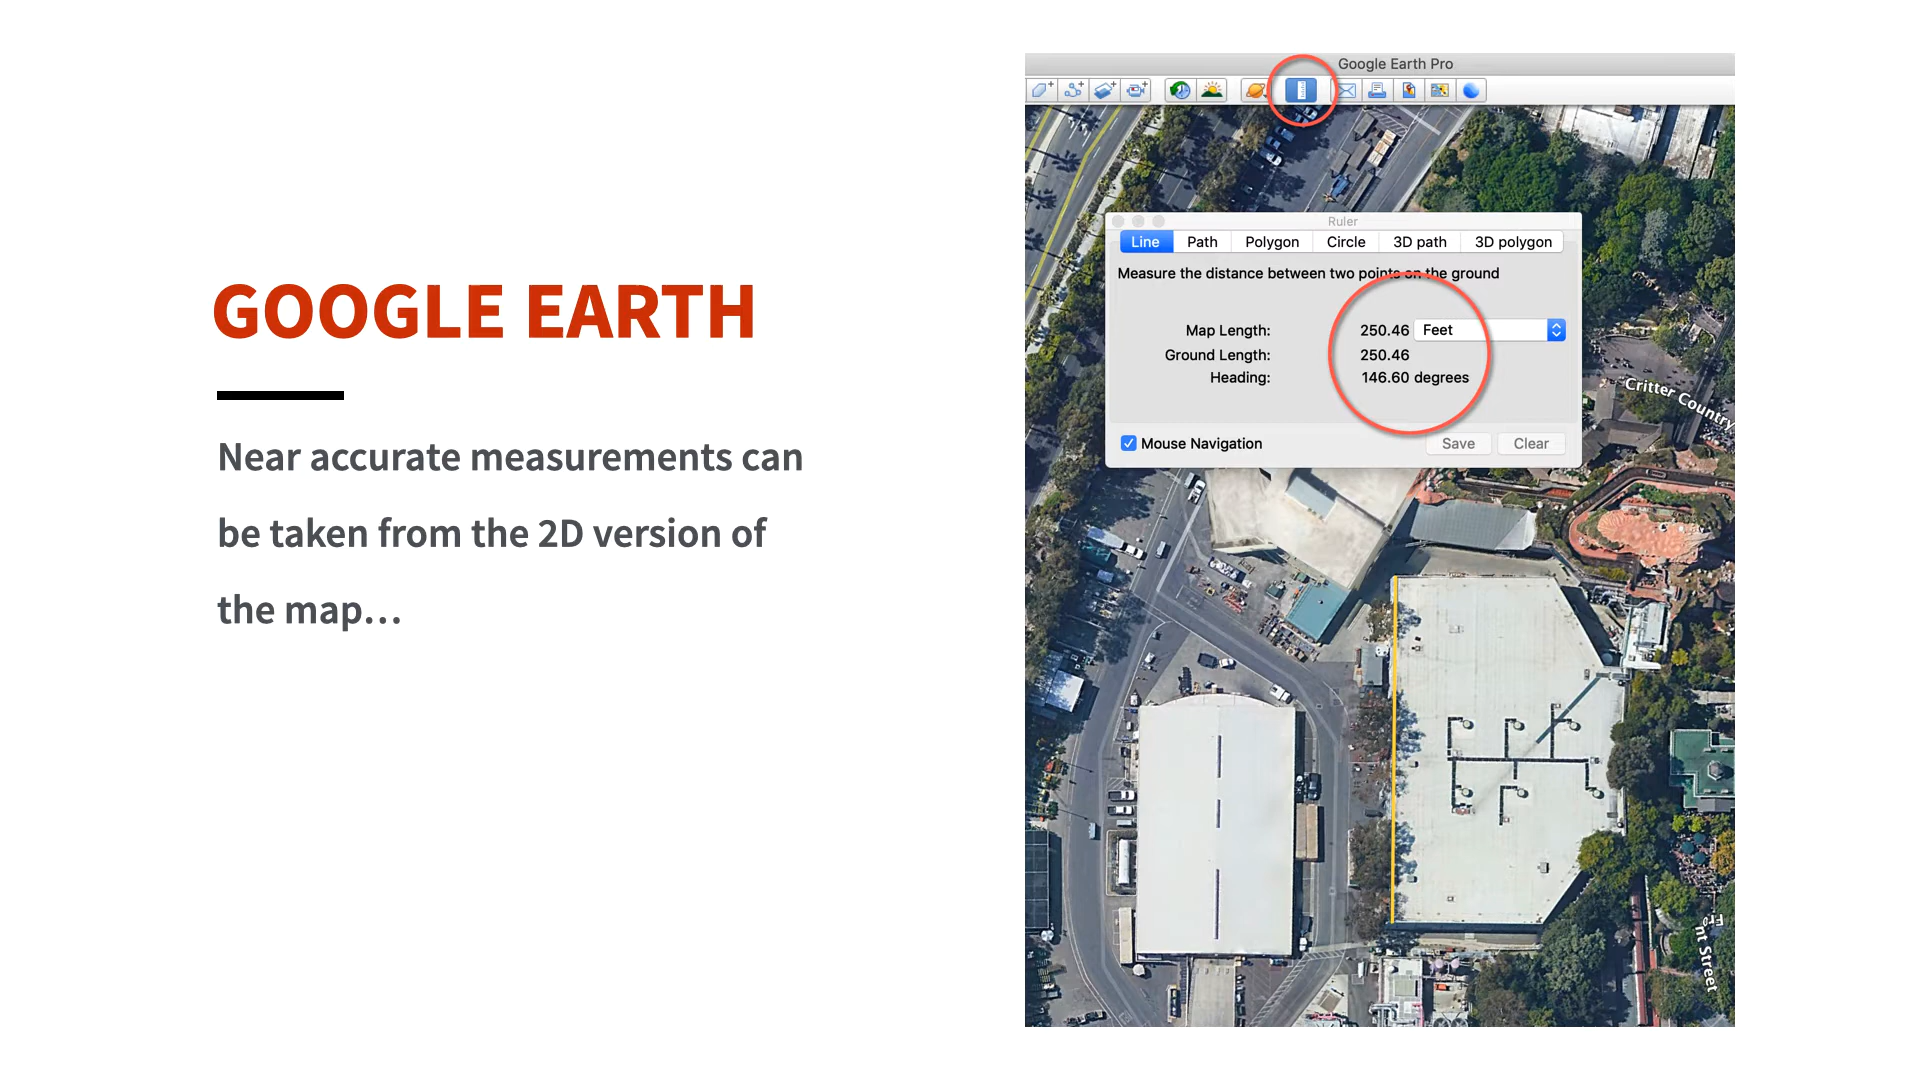 Google Earth Pro
GOOGLE EARTH
Near accurate measurements can
be taken from the 2D version of
the map…
Ruler
Line Path Polygon Circle 3D path 3D polygon
Measure the distance between two points on the ground
Map Length: 250.46 Feet
Ground Length: 250.46
Heading: 146.60 degrees
Mouse Navigation Save Clear
Critter Country
nt Street